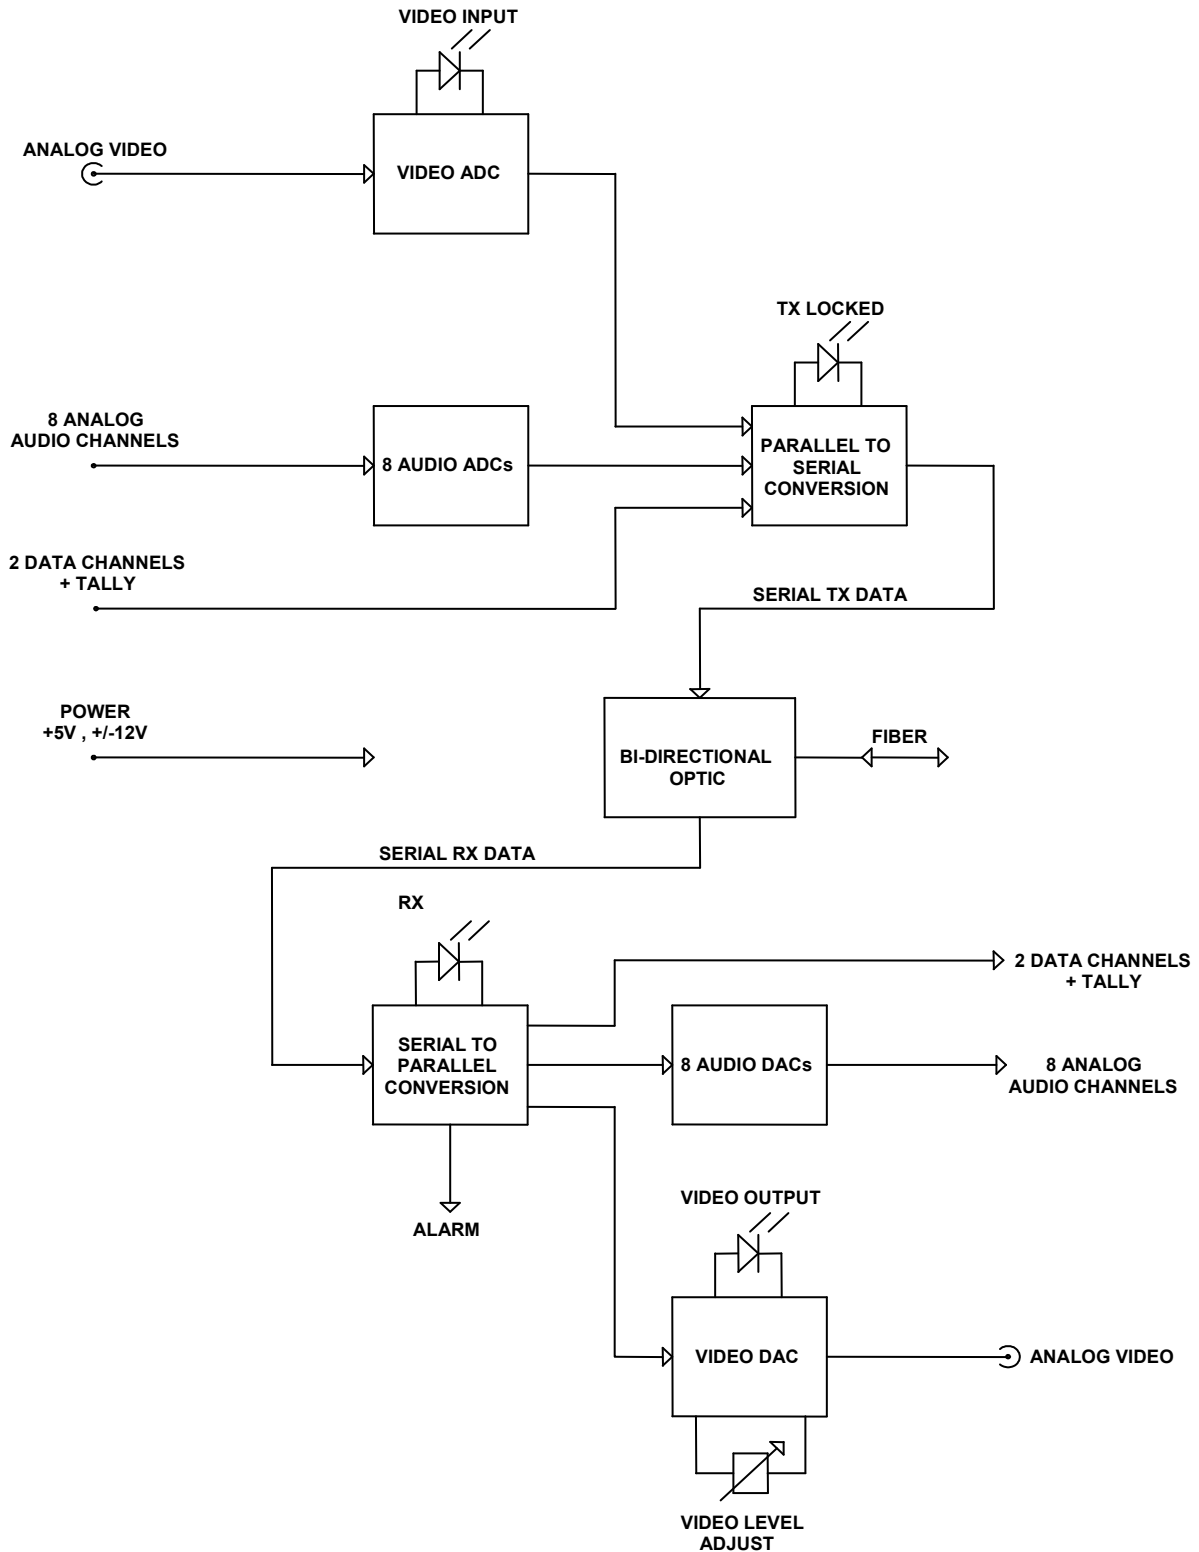 VIDEO INPUT
ANALOG VIDEO
VIDEO ADC
TX LOCKED
8 ANALOG
AUDIO CHANNELS
8 AUDIO ADCs
PARALLEL TO
SERIAL
CONVERSION
2 DATA CHANNELS
+ TALLY
SERIAL TX DATA
POWER
+5V , +/-12V
BI-DIRECTIONAL
OPTIC
FIBER
SERIAL RX DATA
RX
2 DATA CHANNELS
+ TALLY
SERIAL TO
PARALLEL
CONVERSION
8 AUDIO DACs
8 ANALOG
AUDIO CHANNELS
ALARM
VIDEO OUTPUT
VIDEO DAC
ANALOG VIDEO
VIDEO LEVEL
ADJUST